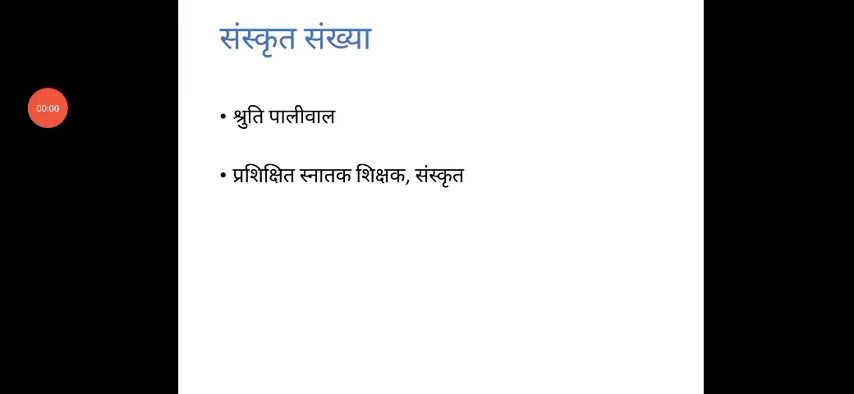 संस्कृत संख्या
00:00
• श्रुति पालीवाल
• प्रशिक्षित स्नातक शिक्षक, संस्कृत